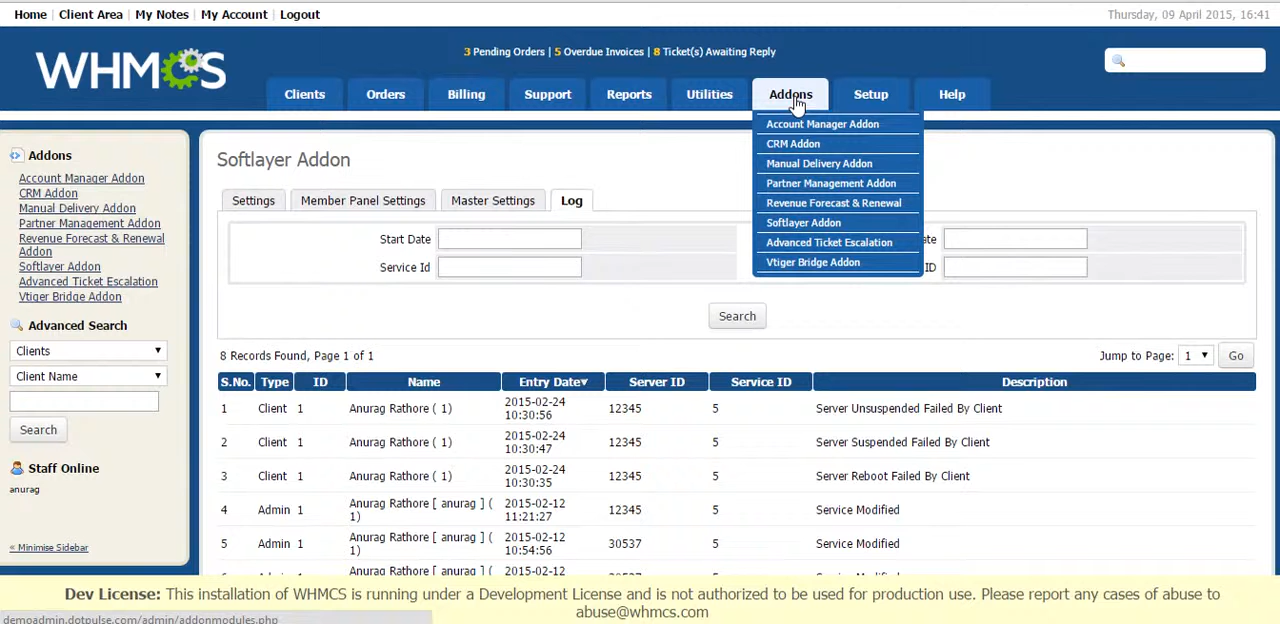 Home | Client Area | My Notes | My Account | Logout
Thursday, 09 April 2015, 16:41
WHMCS
3 Pending Orders | 5 Overdue Invoices | 8 Ticket(s) Awaiting Reply
Clients Orders Billing Support Reports Utilities Addons Setup Help
Account Manager Addon
CRM Addon
Manual Delivery Addon
Partner Management Addon
Revenue Forecast & Renewal
Softlayer Addon
Advanced Ticket Escalation
Vtiger Bridge Addon
Addons
Account Manager Addon
CRM Addon
Manual Delivery Addon
Partner Management Addon
Revenue Forecast & Renewal
Addon
Softlayer Addon
Advanced Ticket Escalation
Vtiger Bridge Addon
Advanced Search
Clients
Client Name
Search
Staff Online
anurag
« Minimise Sidebar
Softlayer Addon
Settings Member Panel Settings Master Settings Log
Start Date
Service Id ID
Search
8 Records Found, Page 1 of 1
Jump to Page: 1 Go
S.No. Type ID Name Entry Date▼ Server ID Service ID Description
1 Client 1 Anurag Rathore ( 1) 2015-02-24 10:30:56 12345 5 Server Unsuspended Failed By Client
2 Client 1 Anurag Rathore ( 1) 2015-02-24 10:30:47 12345 5 Server Suspended Failed By Client
3 Client 1 Anurag Rathore ( 1) 2015-02-24 10:30:35 12345 5 Server Reboot Failed By Client
4 Admin 1 Anurag Rathore [ anurag ] ( 1) 2015-02-12 11:21:27 12345 5 Service Modified
5 Admin 1 Anurag Rathore [ anurag ] ( 1) 2015-02-12 10:54:56 30537 5 Service Modified
Anurag Rathore [ anurag ] ( 2015-02-12
Dev License: This installation of WHMCS is running under a Development License and is not authorized to be used for production use. Please report any cases of abuse to
abuse@whmcs.com
demoadmin.dotpulse.com/admin/addonmodules.php